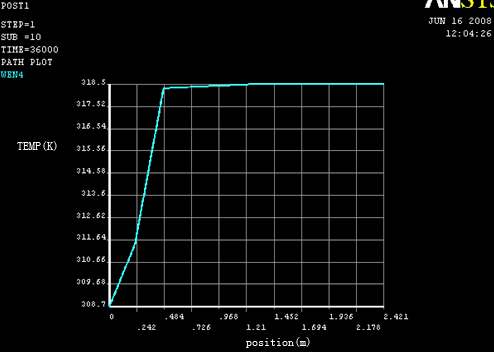 POST1
STEP=1
SUB =10
TIME=36000
PATH PLOT
WEN4
ANSYS
JUN 16 2008
12:04:26
318.5
317.52
316.54
TEMP(K)
315.56
314.58
313.6
312.62
311.64
310.66
309.68
308.7
0 .484 .968 1.452 1.936 2.421
.242 .726 1.21 1.694 2.178
position(m)